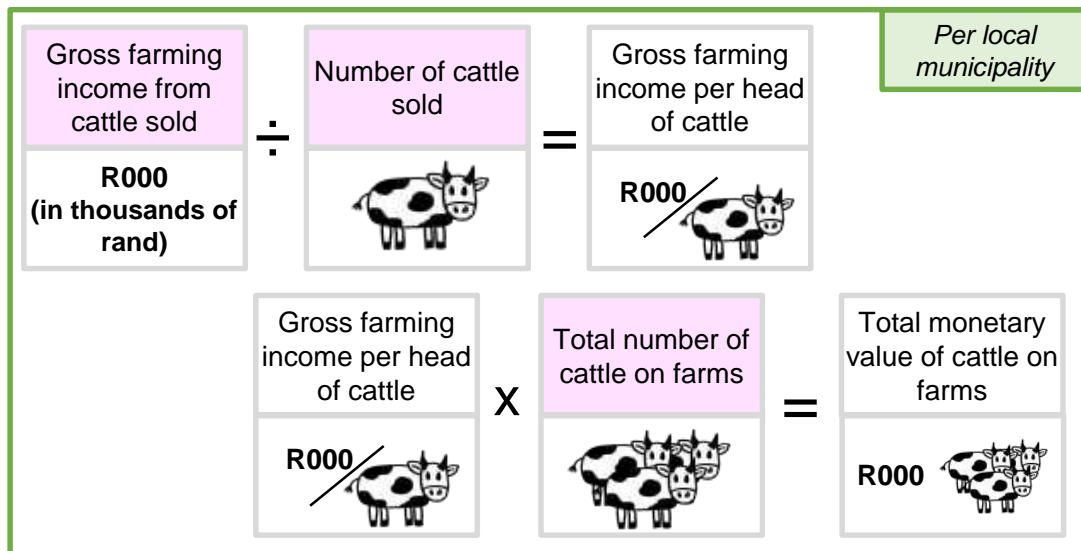 Per local
municipality
Gross farming
income from
cattle sold
÷
Number of cattle
sold
=
Gross farming
income per head
of cattle
R000
(in thousands of
rand)
R000
Gross farming
income per head
of cattle
x
Total number of
cattle on farms
=
Total monetary
value of cattle on
farms
R000
R000